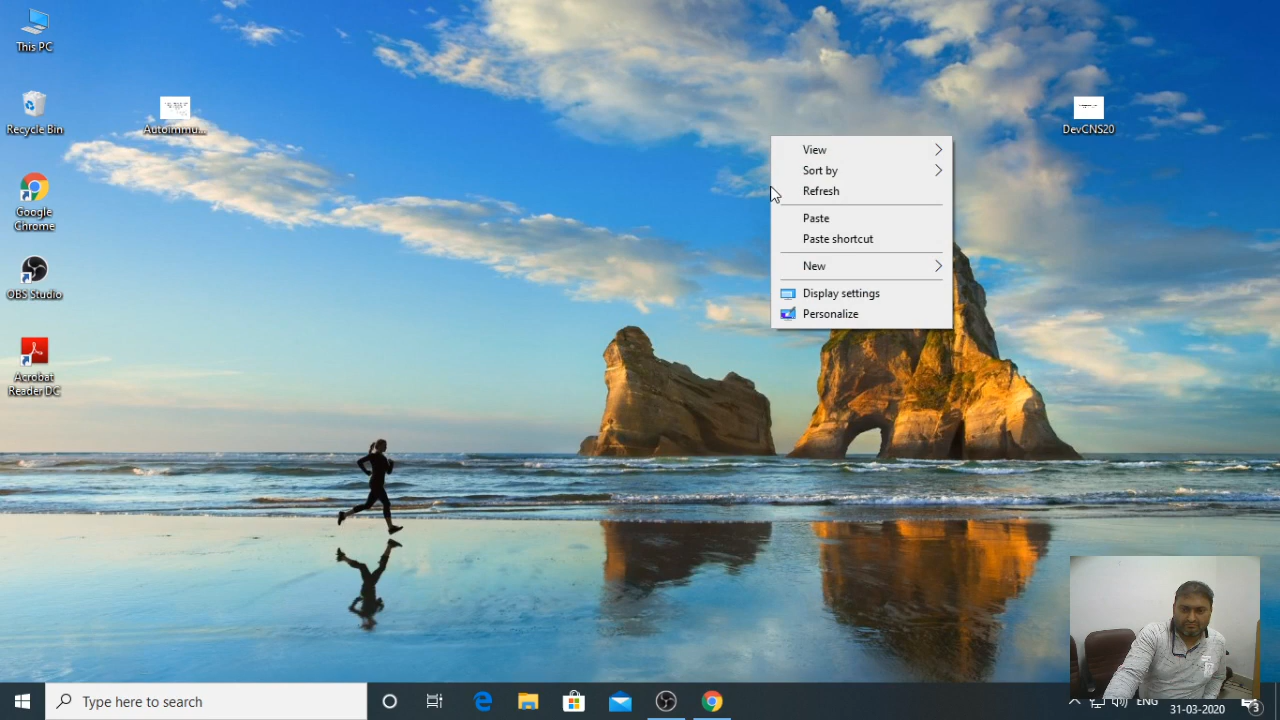 This PC
Recycle Bin
Autoimmu...
DevCNS20
Google
Chrome
OBS Studio
Acrobat
Reader DC
View
Sort by
Refresh
Paste
Paste shortcut
New
Display settings
Personalize
Type here to search
ENG
31-03-2020
3